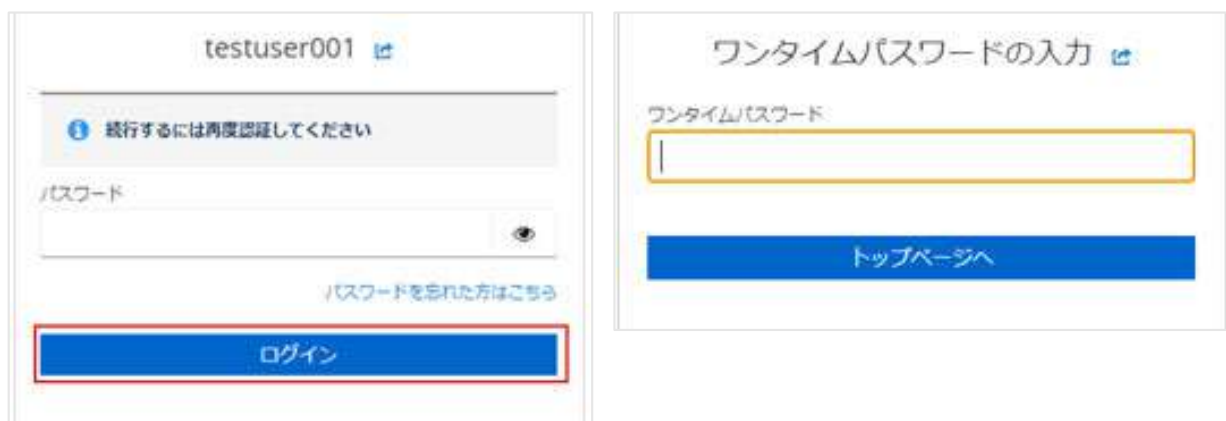 testuser001
続行するには再度認証してください
パスワード
パスワードを忘れた方はこちら
ログイン
ワンタイムパスワードの入力
ワンタイムパスワード
トップページへ